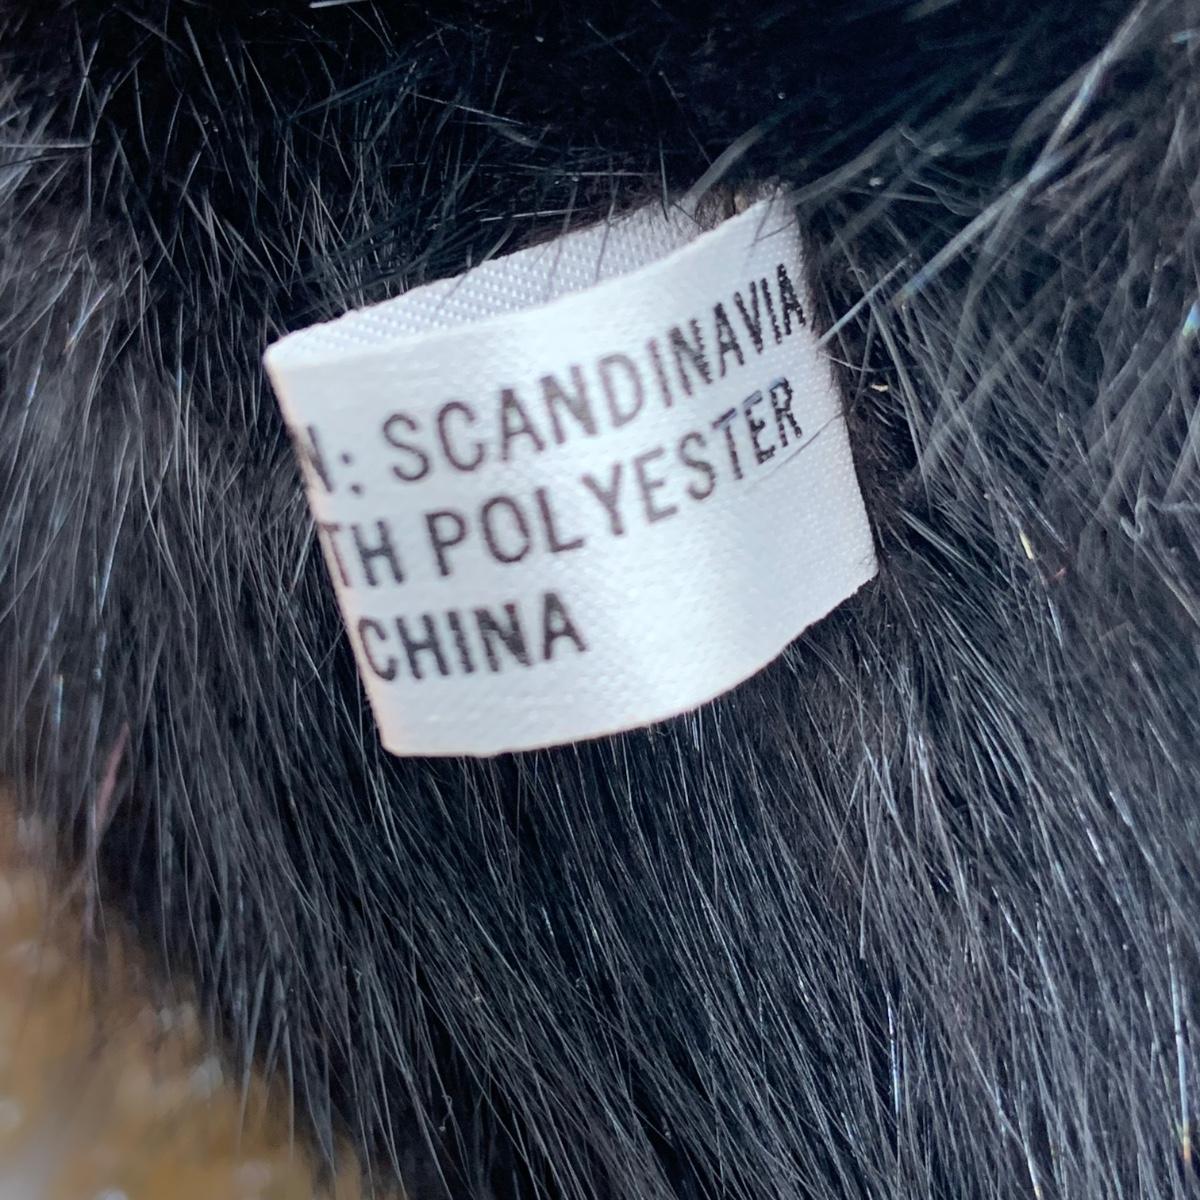 N: SCANDINAVIA
TH POLYESTER
CHINA